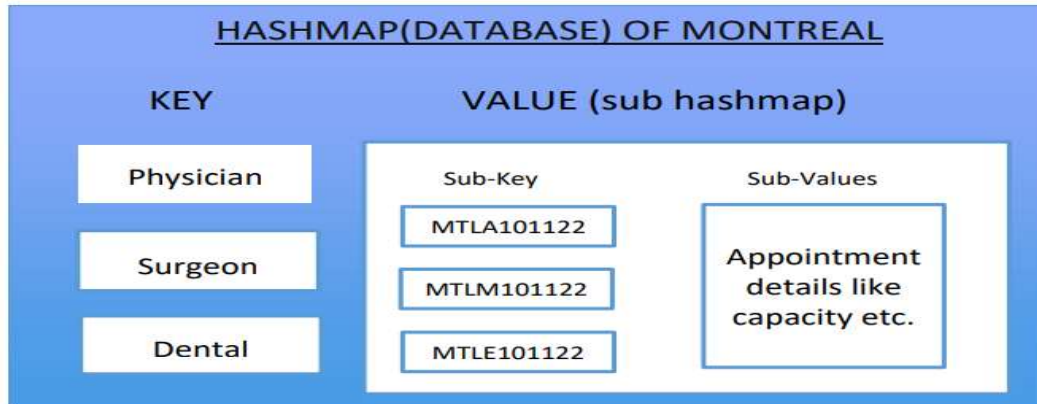 HASHMAP(DATABASE) OF MONTREAL
KEY
VALUE (sub hashmap)
Physician
Surgeon
Dental
Sub-Key
Sub-Values
MTLA101122
MTLM101122
MTLE101122
Appointment
details like
capacity etc.